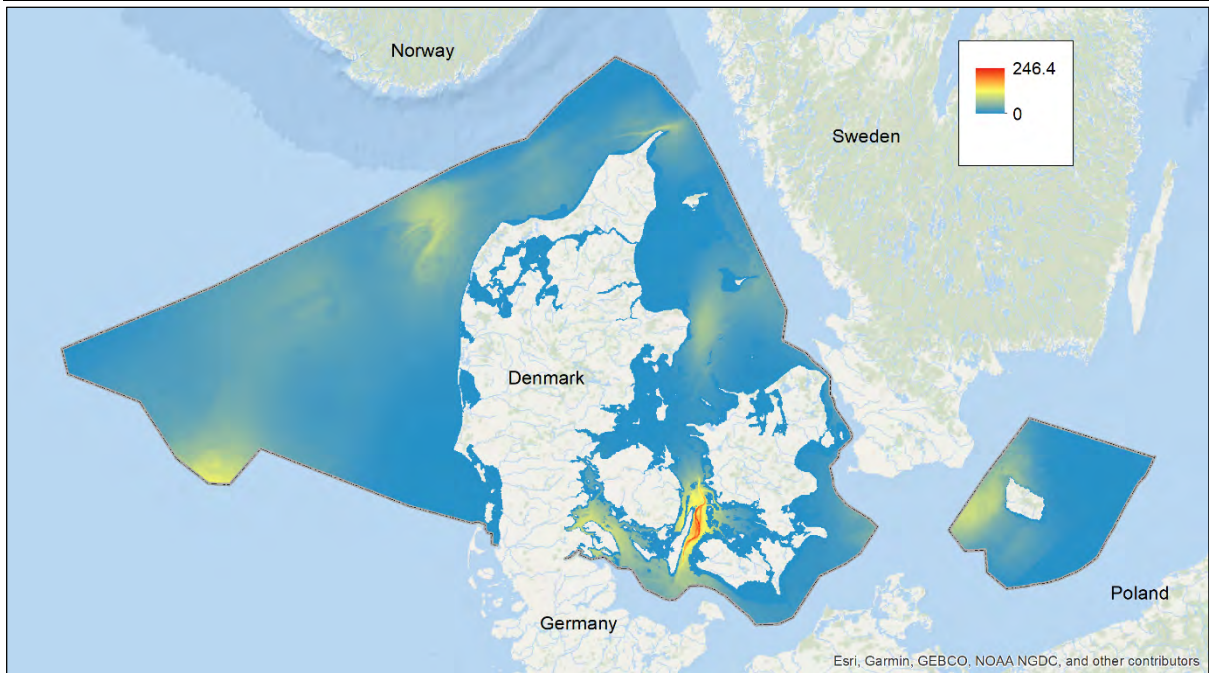 Norway
246.4
0
Sweden
Denmark
Poland
Germany
Esri, Garmin, GEBCO, NOAA NGDC, and other contributors